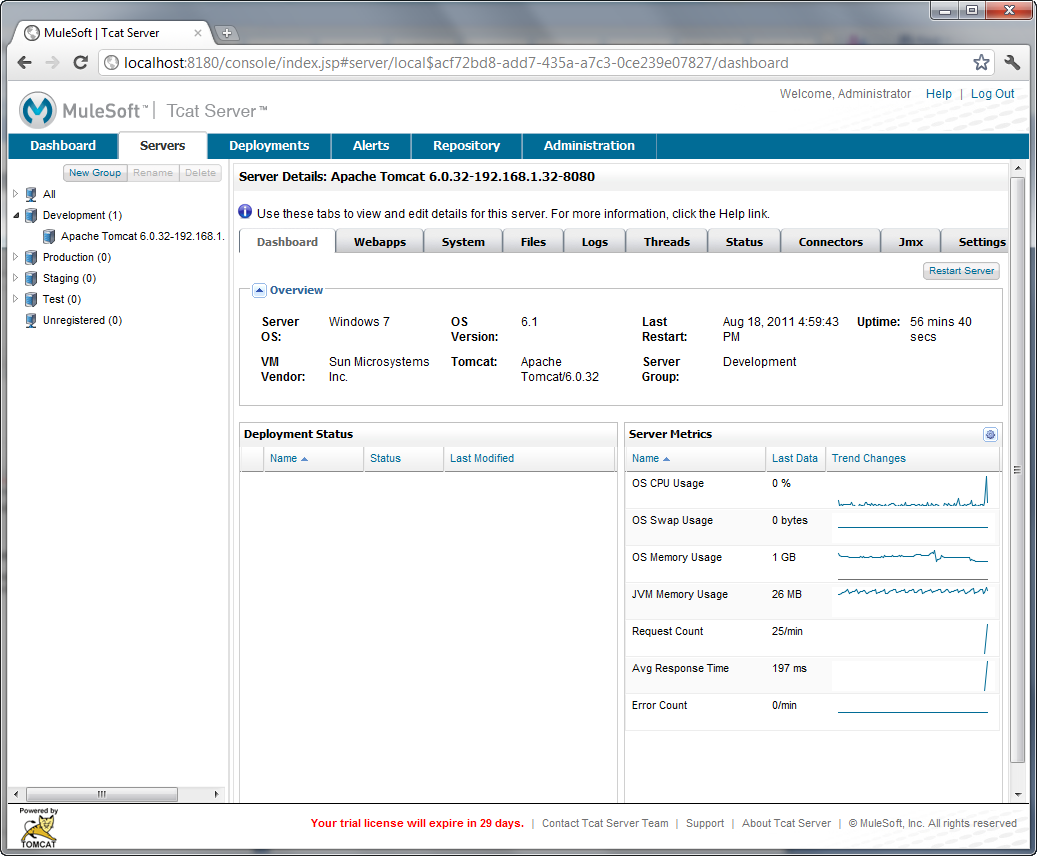 MuleSoft | Tcat Server
localhost:8180/console/index.jsp#server/local$acf72bd8-add7-435a-a7c3-0ce239e07827/dashboard
Welcome, Administrator Help | Log Out
MuleSoft™ | Tcat Server™
Dashboard Servers Deployments Alerts Repository Administration
New Group Rename Delete
All
Development (1)
Apache Tomcat 6.0.32-192.168.1.
Production (0)
Staging (0)
Test (0)
Unregistered (0)
Server Details: Apache Tomcat 6.0.32-192.168.1.32-8080
Use these tabs to view and edit details for this server. For more information, click the Help link.
Dashboard Webapps System Files Logs Threads Status Connectors Jmx Settings
Restart Server
Overview
Server OS: Windows 7 OS Version: 6.1 Last Restart: Aug 18, 2011 4:59:43 PM Uptime: 56 mins 40 secs
VM Vendor: Sun Microsystems Inc. Tomcat: Apache Tomcat/6.0.32 Server Group: Development
Deployment Status
Name Status Last Modified
Server Metrics
Name Last Data Trend Changes
OS CPU Usage 0 %
OS Swap Usage 0 bytes
OS Memory Usage 1 GB
JVM Memory Usage 26 MB
Request Count 25/min
Avg Response Time 197 ms
Error Count 0/min
Powered by
TOMCAT
Your trial license will expire in 29 days. | Contact Tcat Server Team | Support | About Tcat Server | © MuleSoft, Inc. All rights reserved